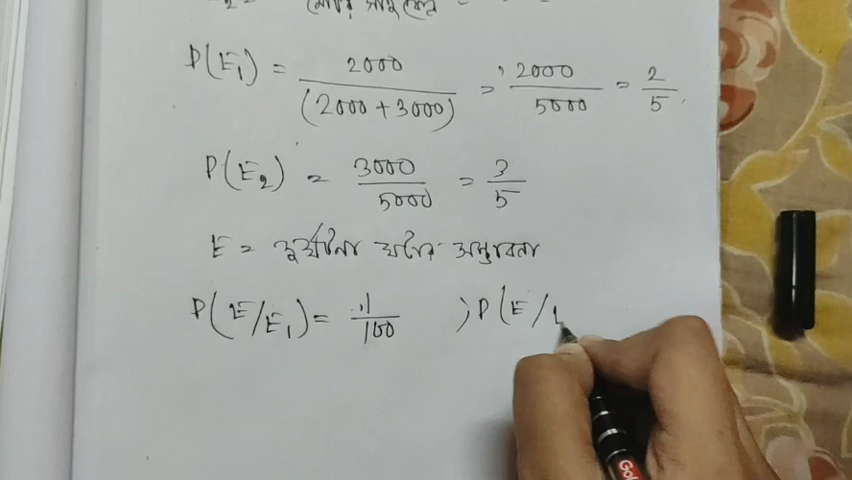 P(E₁) = 2000 / (2000 + 3000) = 2000 / 5000 = 2 / 5
P(E₂) = 3000 / 5000 = 3 / 5
E = দুর্ঘটনা ঘটার সম্ভাবনা
P(E/E₁) = .1 / 100 ; P(E/
Gol